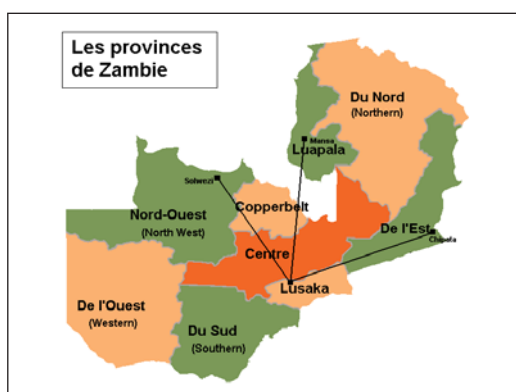 Les provinces
de Zambie
Du Nord
(Northern)
Mansa
Luapala
Solwezi
Copperbelt
Nord-Ouest
(North West)
De l'Est
Chipata
Centre
Lusaka
De l'Ouest
(Western)
Du Sud
(Southern)